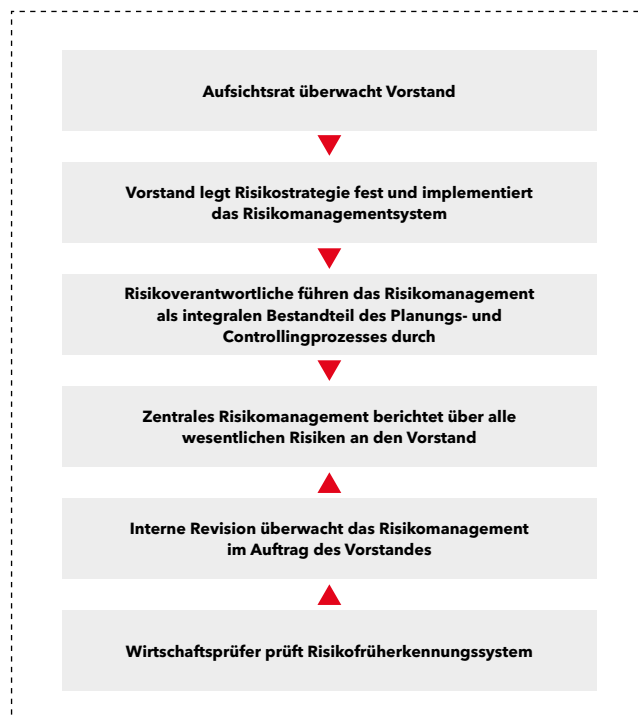 Aufsichtsrat überwacht Vorstand
Vorstand legt Risikostrategie fest und implementiert
das Risikomanagementsystem
Risikoverantwortliche führen das Risikomanagement
als integralen Bestandteil des Planungs- und
Controllingprozesses durch
Zentrales Risikomanagement berichtet über alle
wesentlichen Risiken an den Vorstand
Interne Revision überwacht das Risikomanagement
im Auftrag des Vorstandes
Wirtschaftsprüfer prüft Risikofrüherkennungssystem